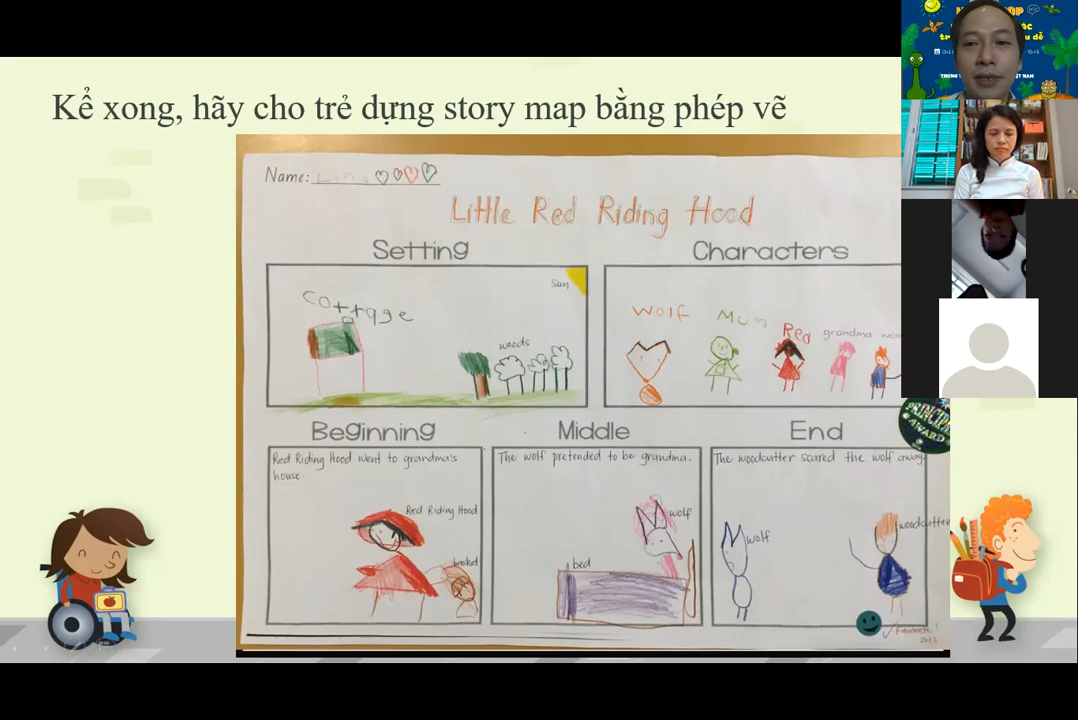 Kể xong, hãy cho trẻ dựng story map bằng phép vẽ
Name: Ling
Little Red Riding Hood
Setting
Characters
Sun
cottage
woods
wolf
Mum
Red
grandma
Beginning
Middle
End
Red Riding Hood went to grandma's
house.
The wolf pretended to be grandma.
The woodcutter scared the wolf away
Red Riding Hood
basket
wolf
bed
wolf
woodcutter
AWARD